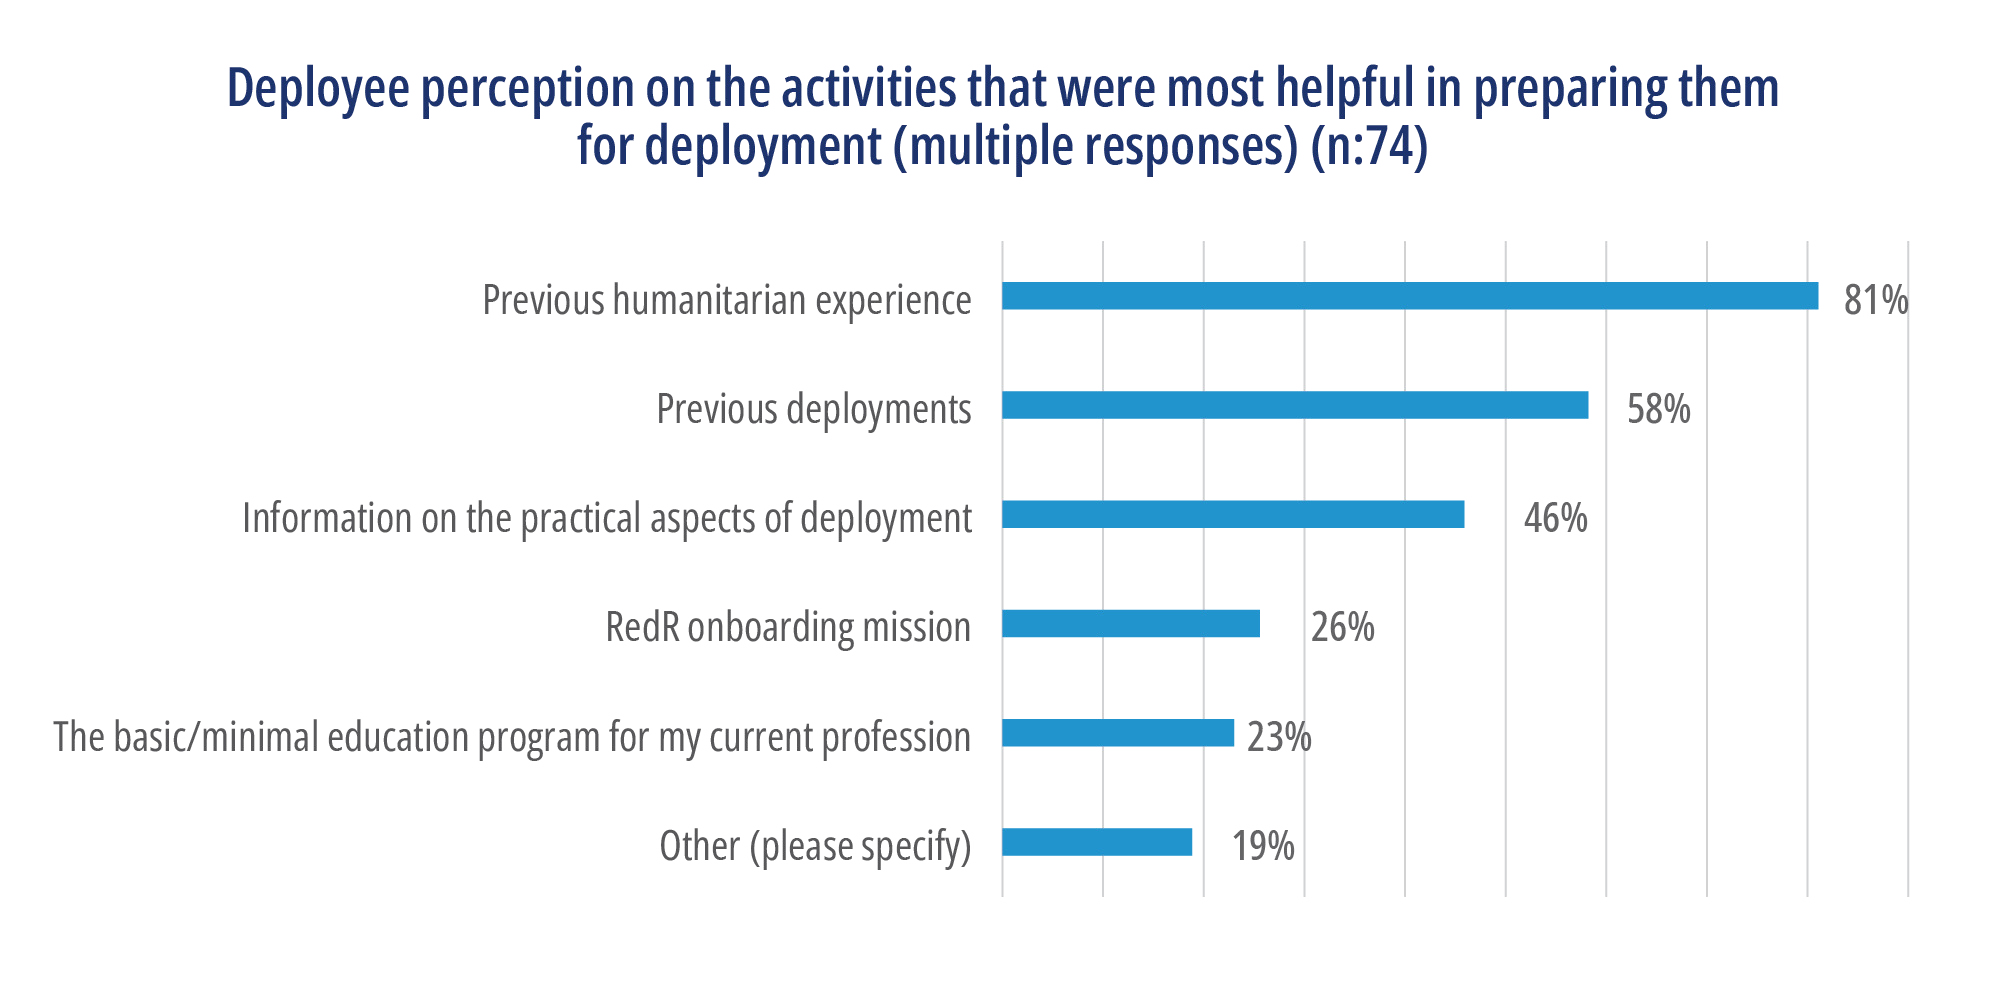 Deployee perception on the activities that were most helpful in preparing them
for deployment (multiple responses) (n:74)
Previous humanitarian experience 81%
Previous deployments 58%
Information on the practical aspects of deployment 46%
RedR onboarding mission 26%
The basic/minimal education program for my current profession 23%
Other (please specify) 19%